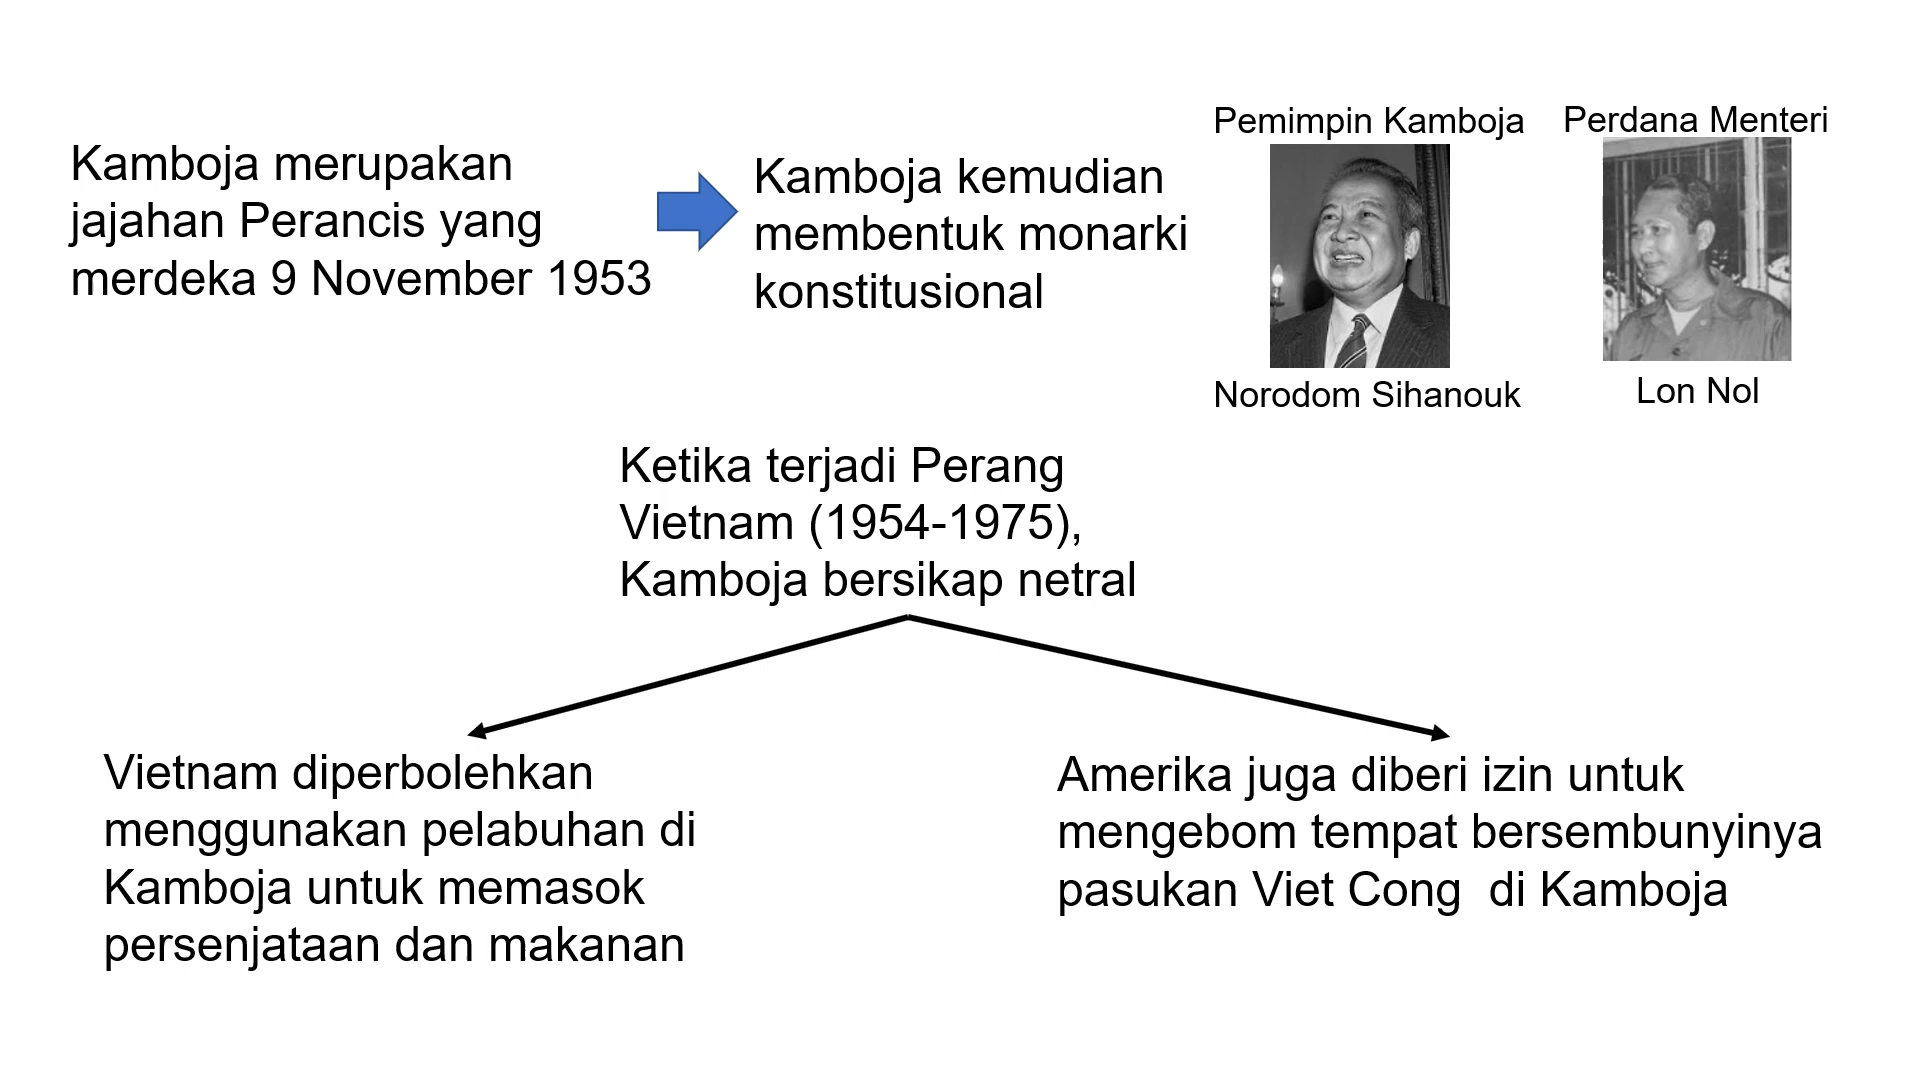 Kamboja merupakan
jajahan Perancis yang
merdeka 9 November 1953
Kamboja kemudian
membentuk monarki
konstitusional
Pemimpin Kamboja
Norodom Sihanouk
Perdana Menteri
Lon Nol
Ketika terjadi Perang
Vietnam (1954-1975),
Kamboja bersikap netral
Vietnam diperbolehkan
menggunakan pelabuhan di
Kamboja untuk memasok
persenjataan dan makanan
Amerika juga diberi izin untuk
mengebom tempat bersembunyinya
pasukan Viet Cong  di Kamboja